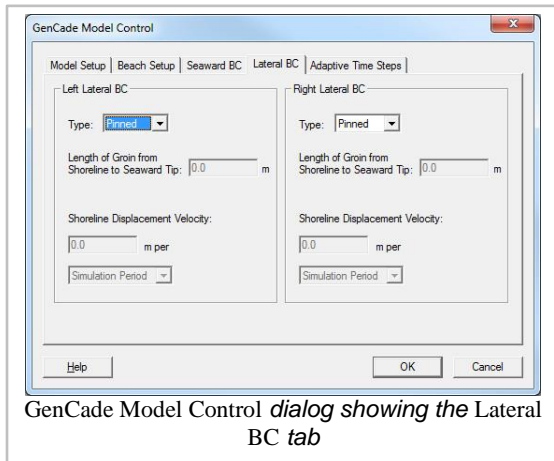 GenCade Model Control
Model Setup | Beach Setup | Seaward BC | Lateral BC | Adaptive Time Steps
Left Lateral BC
Type: Pinned
Length of Groin from
Shoreline to Seaward Tip: 0.0 m
Shoreline Displacement Velocity:
0.0 m per
Simulation Period
Right Lateral BC
Type: Pinned
Length of Groin from
Shoreline to Seaward Tip: 0.0 m
Shoreline Displacement Velocity:
0.0 m per
Simulation Period
Help OK Cancel
GenCade Model Control dialog showing the Lateral
BC tab